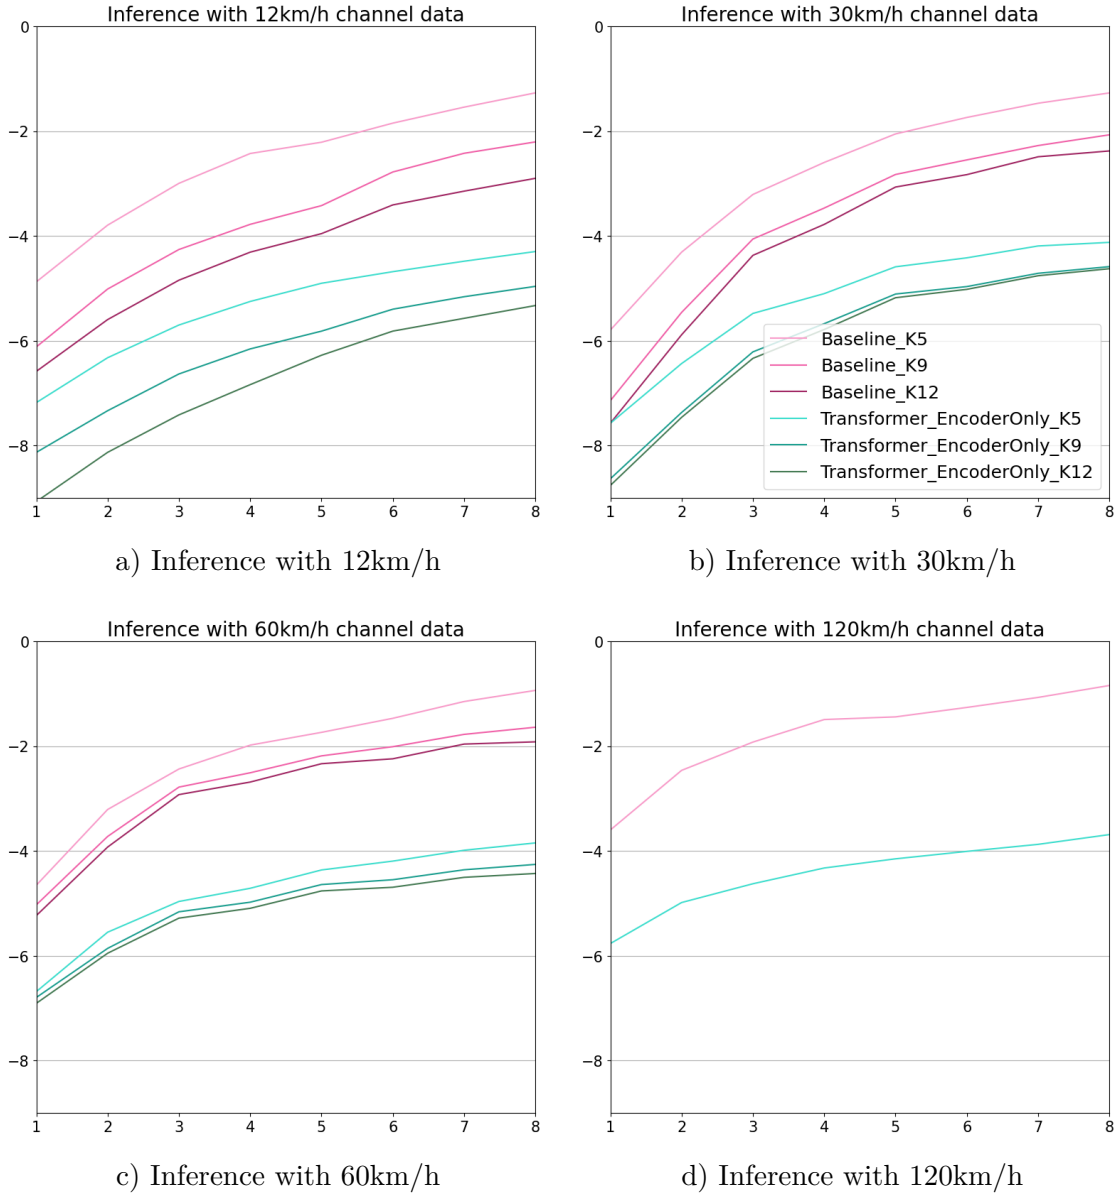 Inference with 12km/h channel data
0
−2
−4
−6
−8
1 2 3 4 5 6 7 8
a) Inference with 12km/h
Inference with 30km/h channel data
0
−2
−4
−6
−8
Baseline_K5
Baseline_K9
Baseline_K12
Transformer_EncoderOnly_K5
Transformer_EncoderOnly_K9
Transformer_EncoderOnly_K12
1 2 3 4 5 6 7 8
b) Inference with 30km/h
Inference with 60km/h channel data
0
−2
−4
−6
−8
1 2 3 4 5 6 7 8
c) Inference with 60km/h
Inference with 120km/h channel data
0
−2
−4
−6
−8
1 2 3 4 5 6 7 8
d) Inference with 120km/h